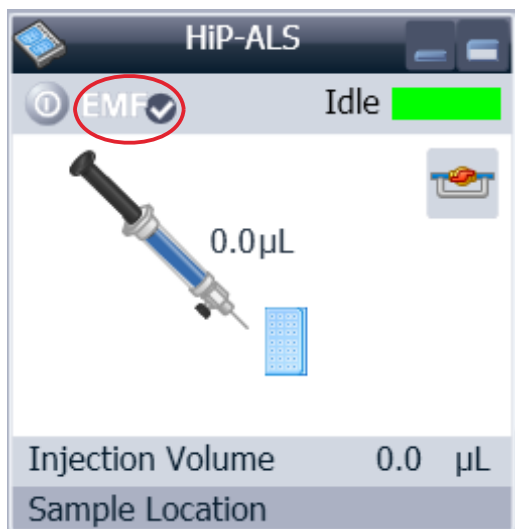 HiP-ALS
EMF Idle
0.0µL
Injection Volume 0.0 µL
Sample Location